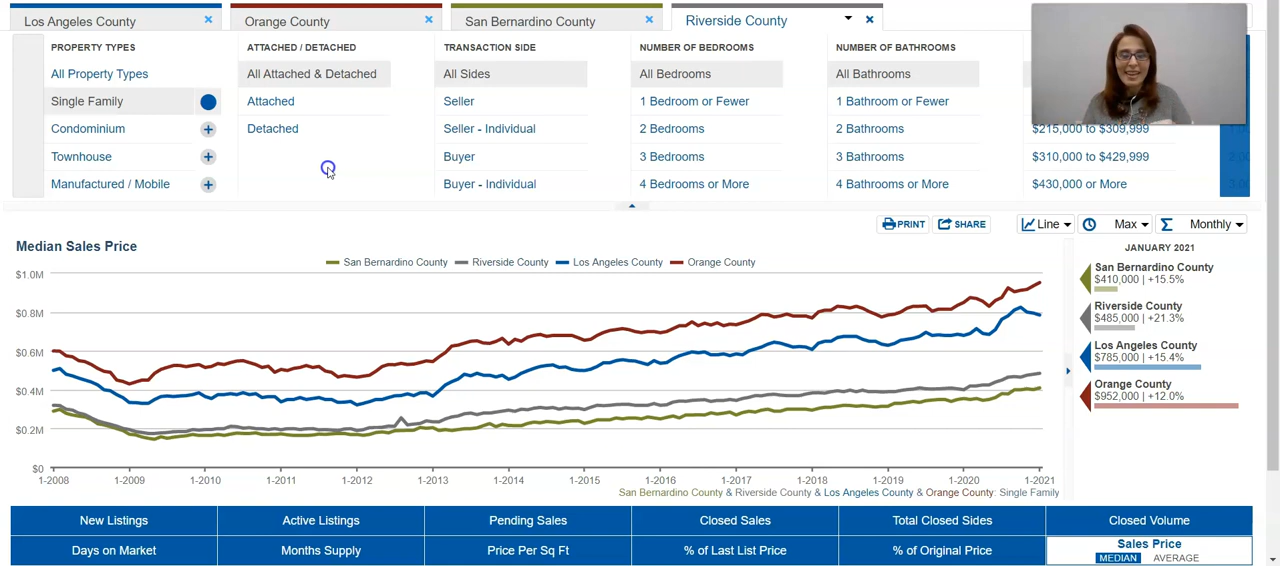 Los Angeles County
Orange County
San Bernardino County
Riverside County
PROPERTY TYPES
All Property Types
Single Family
Condominium
Townhouse
Manufactured / Mobile
ATTACHED / DETACHED
All Attached & Detached
Attached
Detached
TRANSACTION SIDE
All Sides
Seller
Seller - Individual
Buyer
Buyer - Individual
NUMBER OF BEDROOMS
All Bedrooms
1 Bedroom or Fewer
2 Bedrooms
3 Bedrooms
4 Bedrooms or More
NUMBER OF BATHROOMS
All Bathrooms
1 Bathroom or Fewer
2 Bathrooms
3 Bathrooms
4 Bathrooms or More
$215,000 to $309,999
$310,000 to $429,999
$430,000 or More
PRINT
SHARE
Line
Max
Monthly
Median Sales Price
San Bernardino County Riverside County Los Angeles County Orange County
$1.0M
$0.8M
$0.6M
$0.4M
$0.2M
$0
1-2008 1-2009 1-2010 1-2011 1-2012 1-2013 1-2014 1-2015 1-2016 1-2017 1-2018 1-2019 1-2020 1-2021
San Bernardino County & Riverside County & Los Angeles County & Orange County: Single Family
JANUARY 2021
San Bernardino County
$410,000 | +15.5%
Riverside County
$485,000 | +21.3%
Los Angeles County
$785,000 | +15.4%
Orange County
$952,000 | +12.0%
New Listings
Active Listings
Pending Sales
Closed Sales
Total Closed Sides
Closed Volume
Days on Market
Months Supply
Price Per Sq Ft
% of Last List Price
% of Original Price
Sales Price
MEDIAN AVERAGE